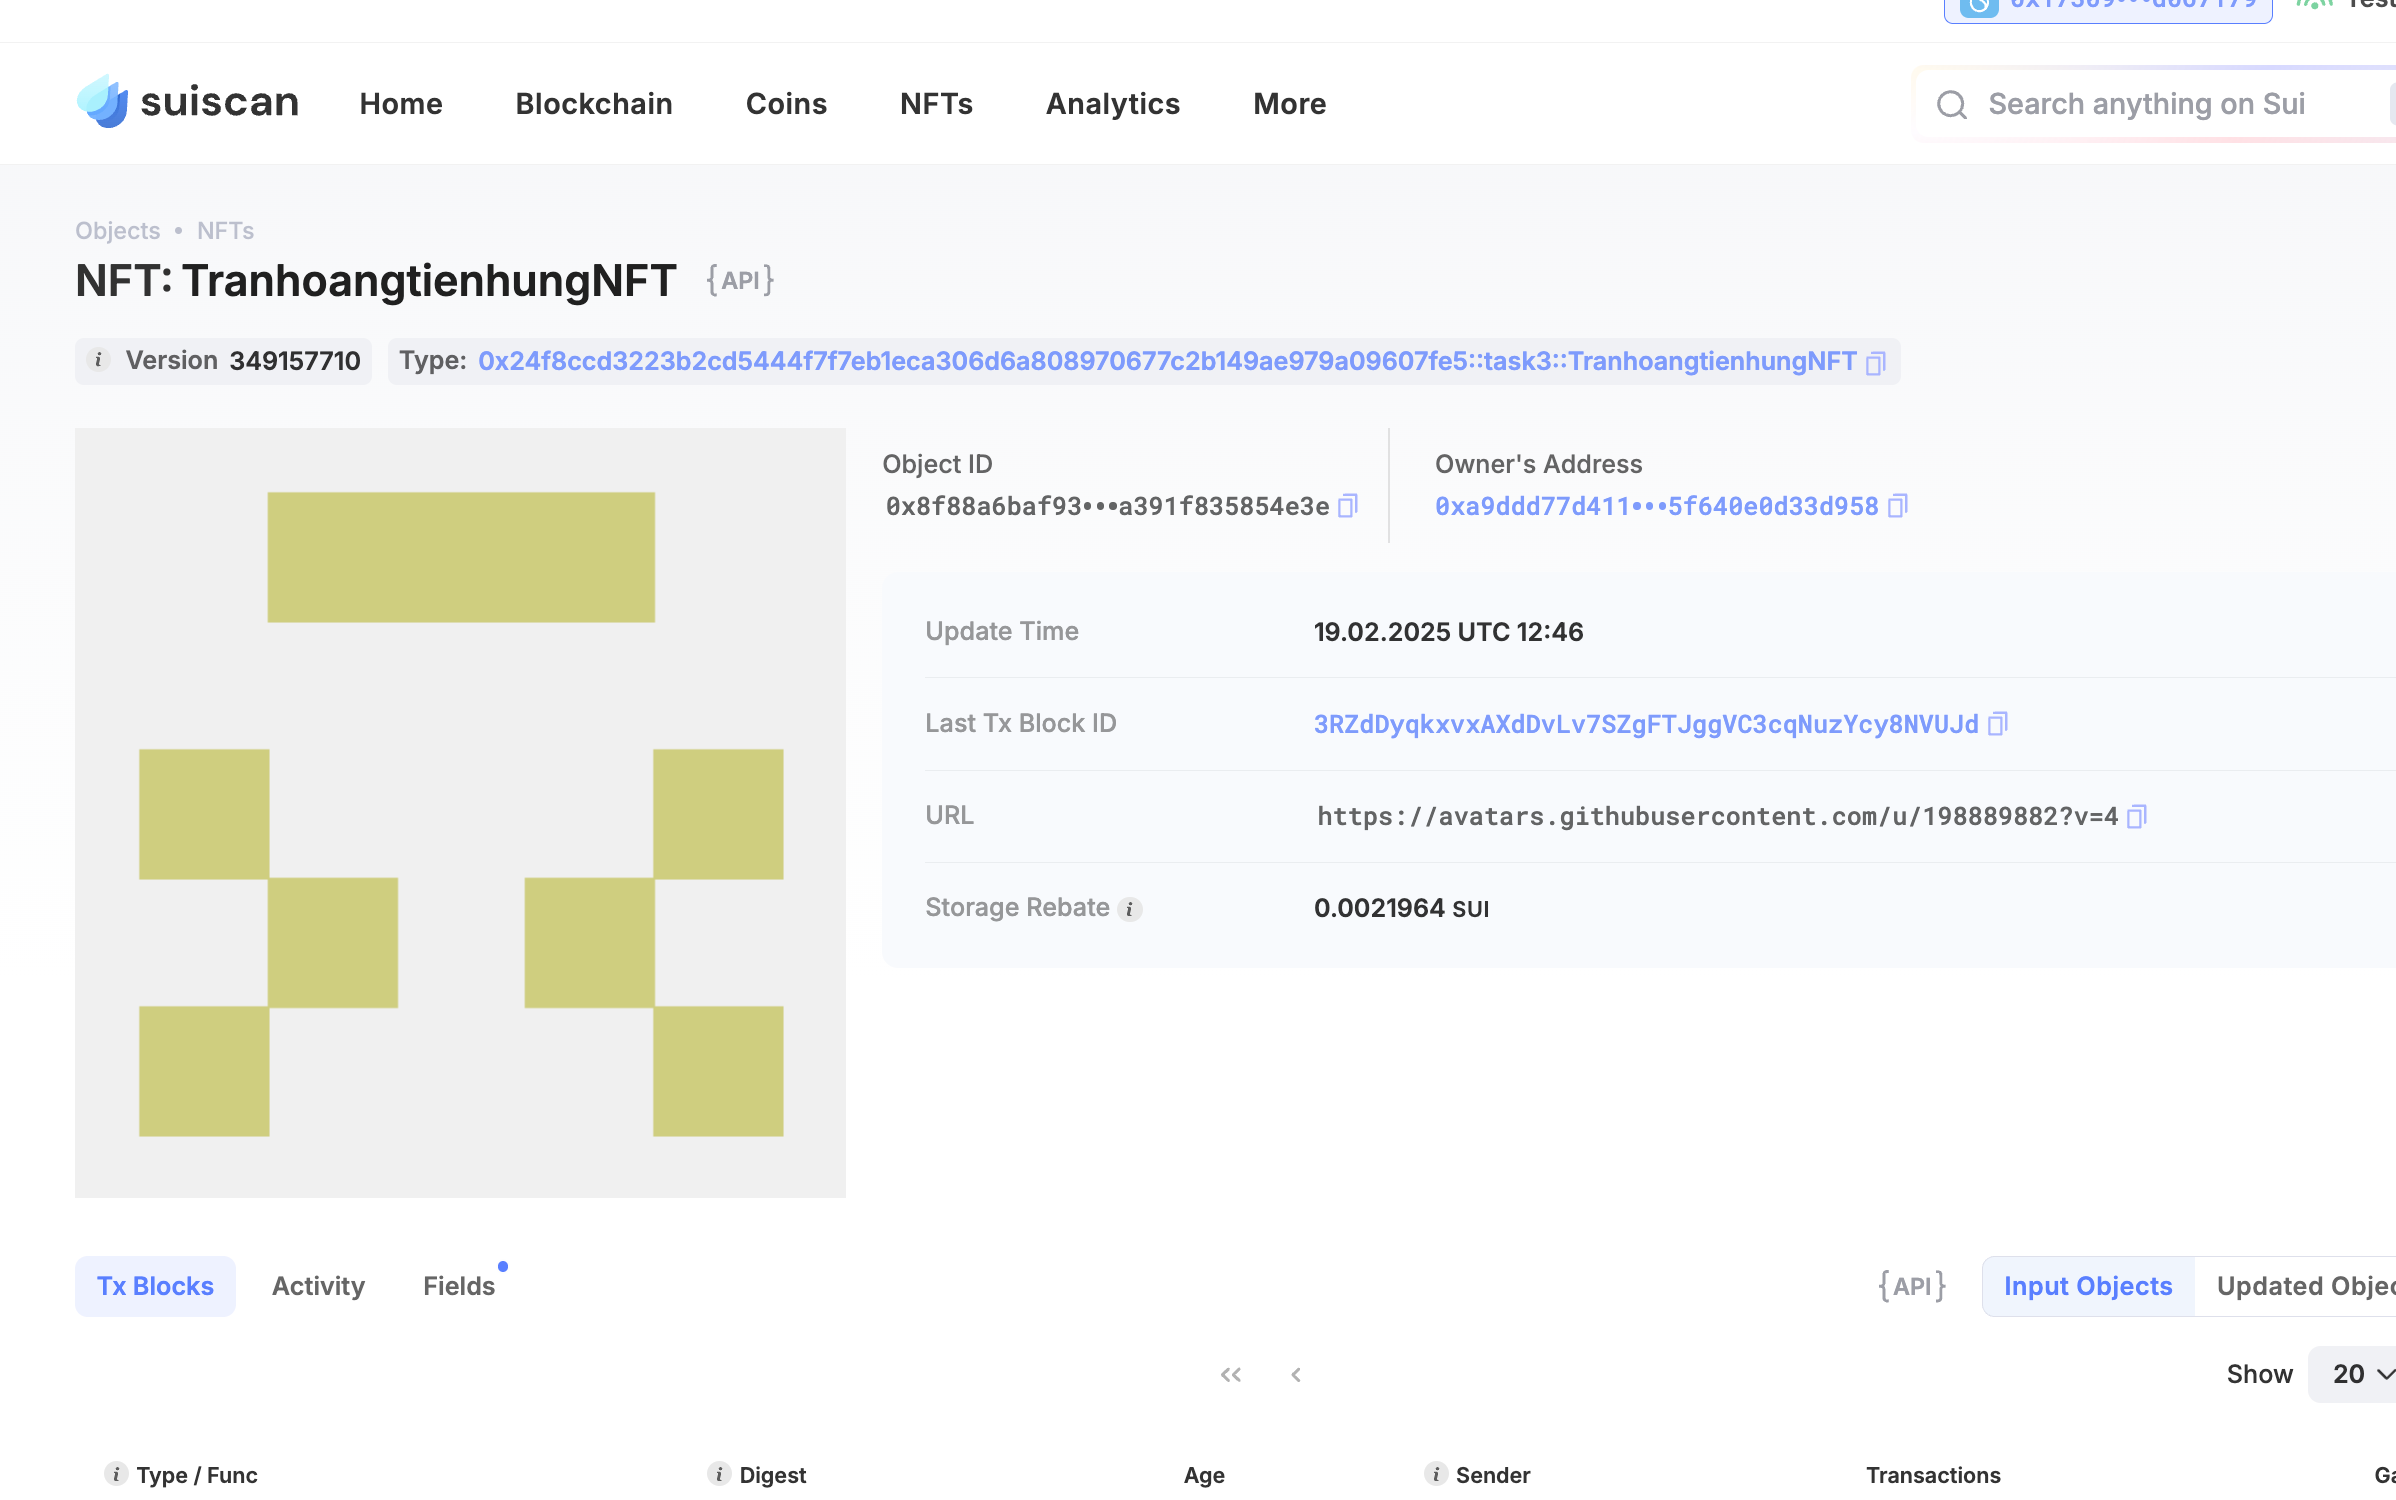 suiscan Home Blockchain Coins NFTs Analytics More Search anything on Sui
Objects • NFTs
NFT: TranhoangtienhungNFT {API}
i Version 349157710 Type: 0x24f8ccd3223b2cd5444f7f7eb1eca306d6a808970677c2b149ae979a09607fe5::task3::TranhoangtienhungNFT
Object ID Owner's Address
0x8f88a6baf93•••a391f835854e3e 0xa9ddd77d411•••5f640e0d33d958
Update Time 19.02.2025 UTC 12:46
Last Tx Block ID 3RZdDyqkxvxAXdDvLv7SZgFTJggVC3cqNuzYcy8NVUJd
URL https://avatars.githubusercontent.com/u/198889882?v=4
Storage Rebate i 0.0021964 SUI
Tx Blocks Activity Fields {API} Input Objects Updated Objec
Show 20
i Type / Func i Digest Age i Sender Transactions Ga